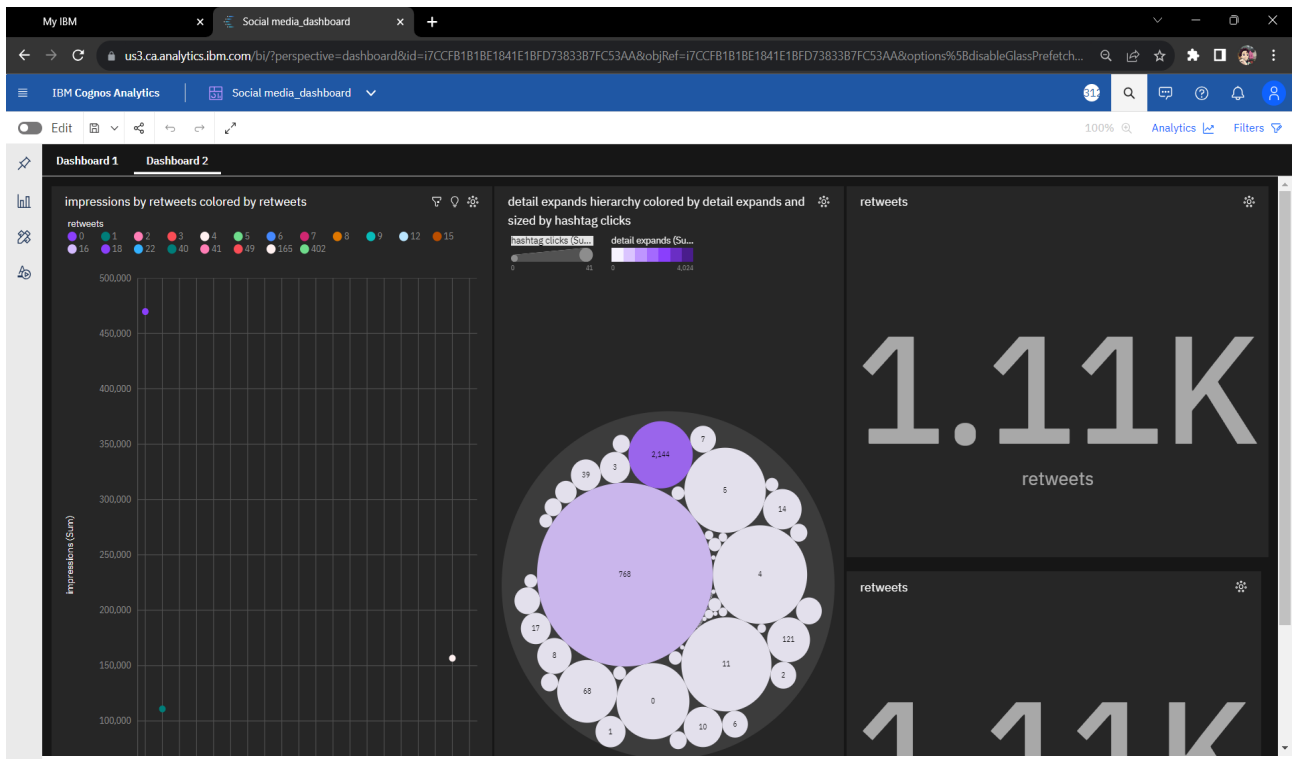 My IBM
Social media_dashboard
us3.ca.analytics.ibm.com/bi/?perspective=dashboard&id=i7CCFB1B1BE1841E1BFD73833B7FC53AA&objRef=i7CCFB1B1BE1841E1BFD73833B7FC53AA&options%5BdisableGlassPrefetch...
IBM Cognos Analytics
Social media_dashboard
Edit
100%
Analytics
Filters
Dashboard 1
Dashboard 2
impressions by retweets colored by retweets
retweets
0 1 2 3 4 5 6 7 8 9 12 15
16 18 22 40 41 49 165 402
500,000
450,000
400,000
350,000
300,000
250,000
200,000
150,000
100,000
impressions (Sum)
detail expands hierarchy colored by detail expands and
sized by hashtag clicks
hashtag clicks (Su...
detail expands (Su...
0 41
0 4,024
2,144
7
3
39
5
14
768
4
17
121
8
11
2
68
0
10
6
1
retweets
1.11K
retweets
retweets
1.11K